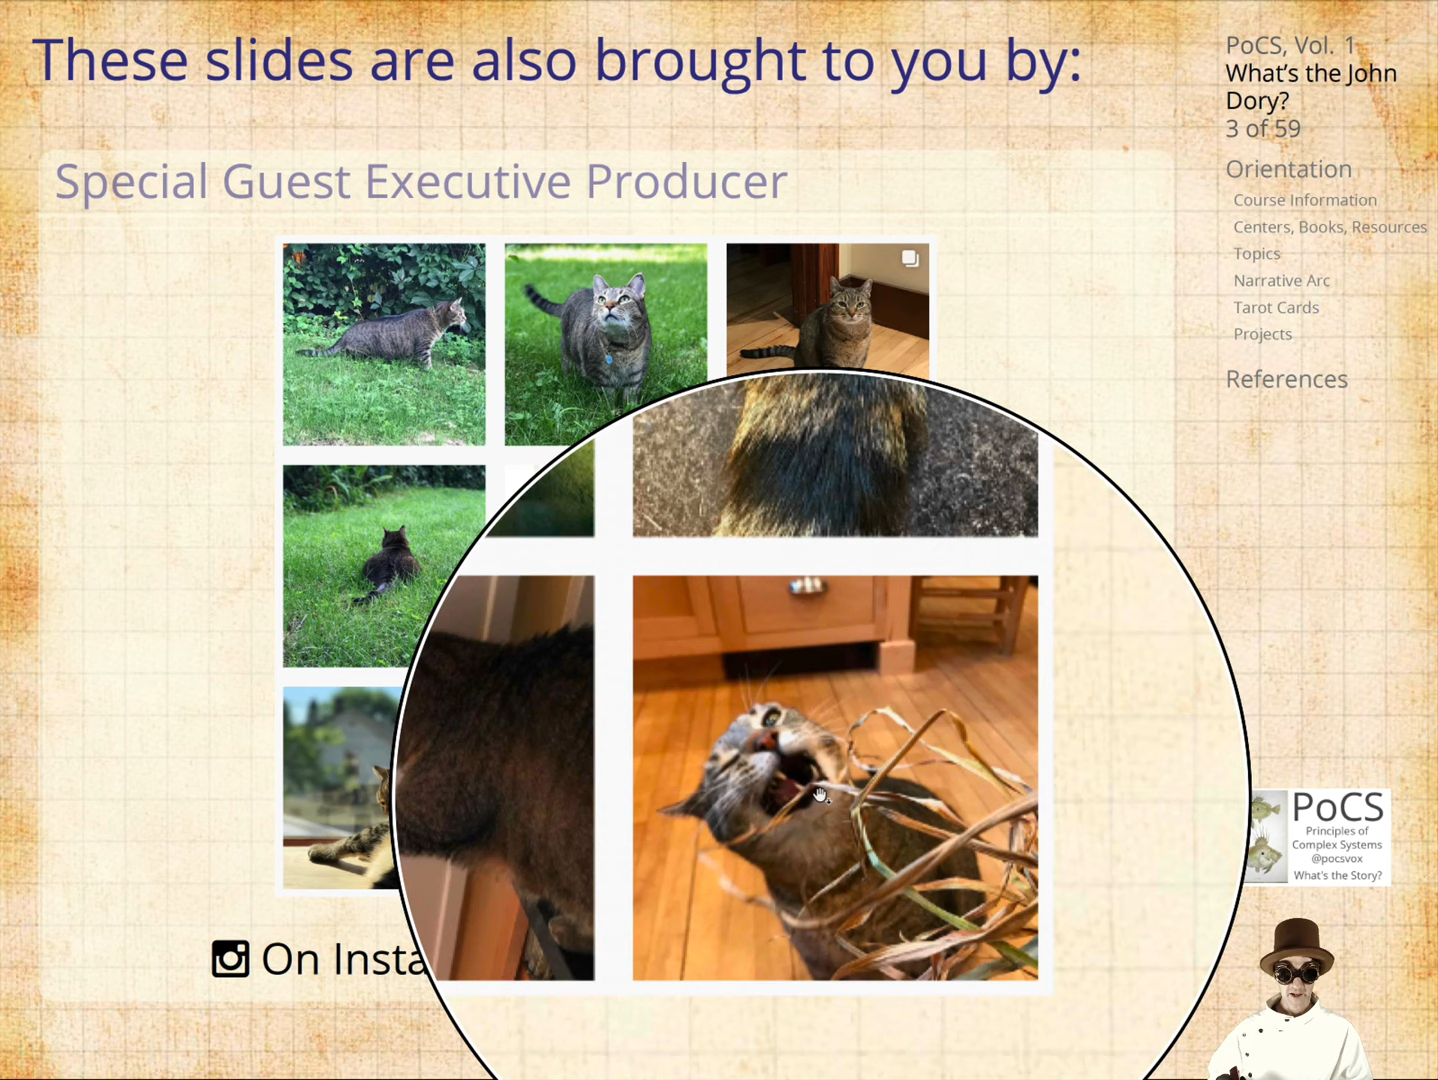 These slides are also brought to you by:
Special Guest Executive Producer
On Insta
PoCS, Vol. 1
What's the John
Dory?
3 of 59
Orientation
Course Information
Centers, Books, Resources
Topics
Narrative Arc
Tarot Cards
Projects
References
PoCS
Principles of
Complex Systems
@pocsvox
What's the Story?